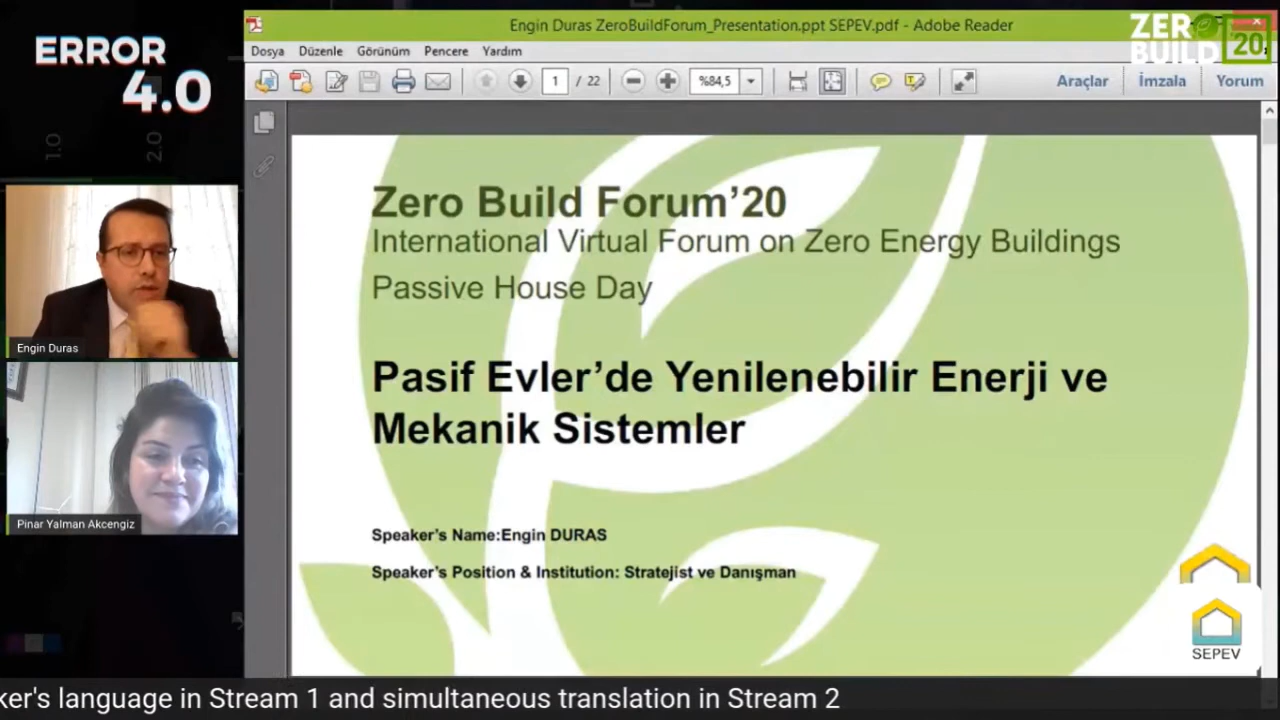 ERROR
4.0
1.0
2.0
Engin Duras ZeroBuildForum_Presentation.ppt SEPEV.pdf - Adobe Reader
ZERO
BUILD
20
Dosya Düzenle Görünüm Pencere Yardım
1 / 22
%84,5
Araçlar İmzala Yorum
Zero Build Forum’20
International Virtual Forum on Zero Energy Buildings
Passive House Day
Pasif Evler’de Yenilenebilir Enerji ve
Mekanik Sistemler
Speaker’s Name:Engin DURAS
Speaker’s Position & Institution: Stratejist ve Danışman
Engin Duras
Pinar Yalman Akcengiz
SEPEV
ker's language in Stream 1 and simultaneous translation in Stream 2